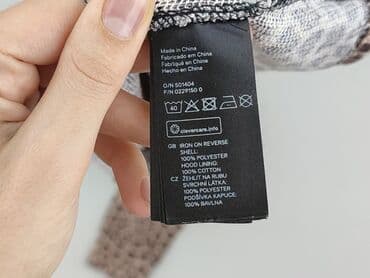 Made in China
Fabricado em China
Fabriqué en China
Hecho en China
O/N 501404
P/N 0229150 0
40
clevercare.info
GB IRON ON REVERSE
SHELL:
100% POLYESTER
HOOD LINING:
100% COTTON
CZ ŽEHLIT NA RUBU
SVRCHNÍ LÁTKA:
100% POLYESTER
PODŠÍVKA KAPUCE:
100% BAVLNA